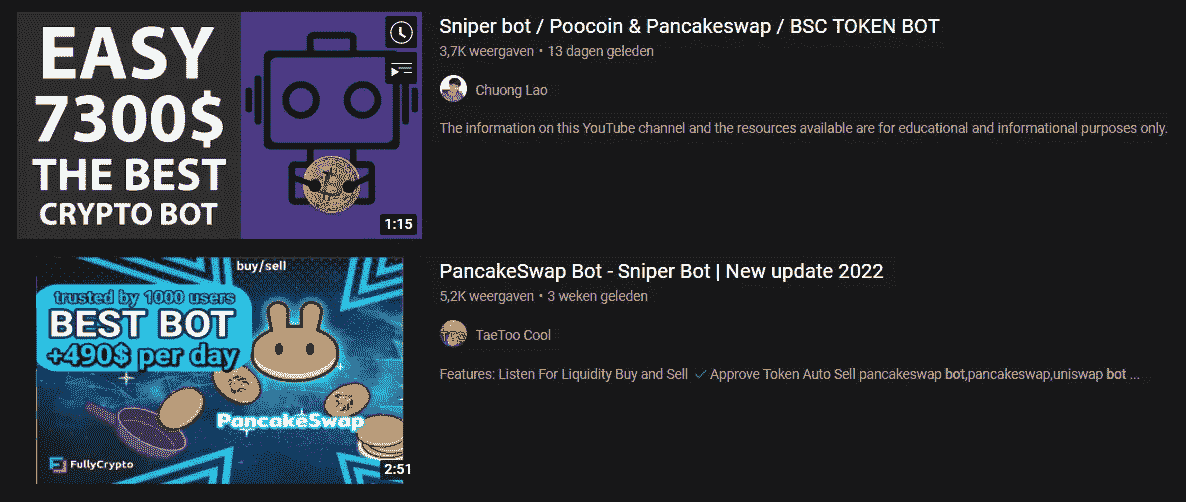 EASY
7300$
THE BEST
CRYPTO BOT
1:15
Sniper bot / Poocoin & Pancakeswap / BSC TOKEN BOT
3,7K weergaven • 13 dagen geleden
Chuong Lao
The information on this YouTube channel and the resources available are for educational and informational purposes only.
buy/sell
trusted by 1000 users
BEST BOT
+490$ per day
PancakeSwap
FullyCrypto
2:51
PancakeSwap Bot - Sniper Bot | New update 2022
5,2K weergaven • 3 weken geleden
TaeToo Cool
Features: Listen For Liquidity Buy and Sell ✓ Approve Token Auto Sell pancakeswap bot,pancakeswap,uniswap bot ...